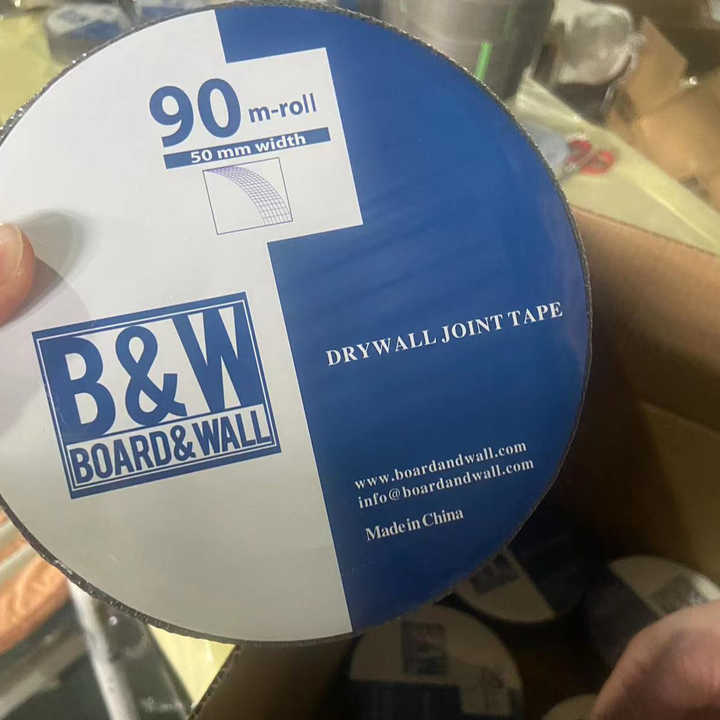 90 m-roll
50 mm width
B&W
BOARD&WALL
DRYWALL JOINT TAPE
www.boardandwall.com
info@boardandwall.com
Made in China